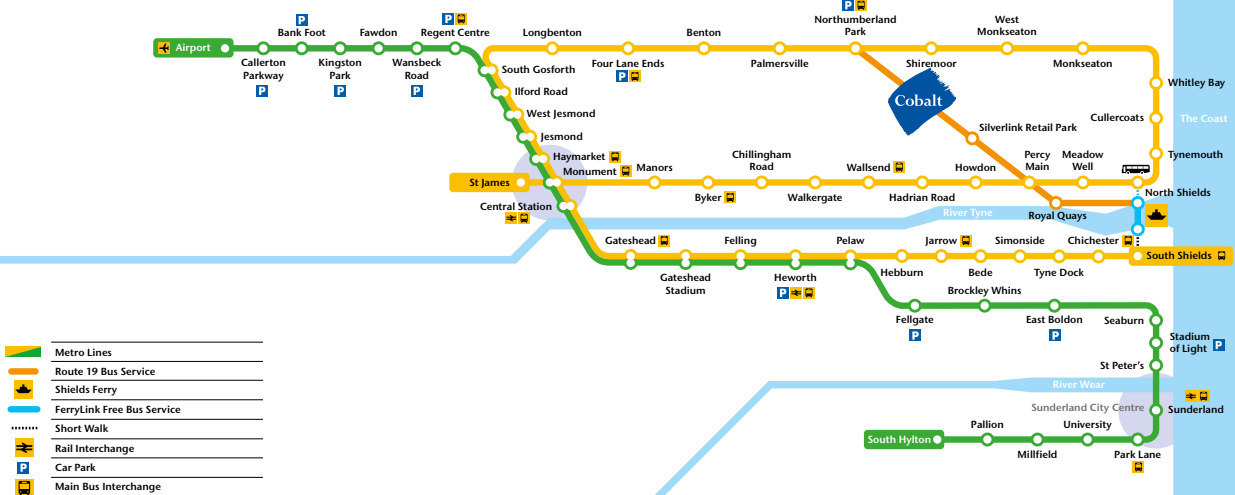 P
P
P
Northumberland
Park
West
Monkseaton
Bank Foot
Fawdon
Regent Centre
Longbenton
Benton
Airport
Callerton
Parkway
P
Kingston
Park
P
Wansbeck
Road
P
South Gosforth
Four Lane Ends
P
Palmersville
Shiremoor
Monkseaton
Ilford Road
Whitley Bay
West Jesmond
Cobalt
Cullercoats
The Coast
Jesmond
Silverlink Retail Park
Haymarket
Monument
Manors
Chillingham
Road
Wallsend
Howdon
Percy
Main
Meadow
Well
Tynemouth
St James
Byker
Walkergate
Hadrian Road
North Shields
Central Station
River Tyne
Royal Quays
Gateshead
Felling
Pelaw
Jarrow
Simonside
Chichester
South Shields
Gateshead
Stadium
Heworth
P
Hebburn
Bede
Tyne Dock
Brockley Whins
Fellgate
P
East Boldon
P
Seaburn
Stadium
of Light
P
St Peter's
River Wear
Sunderland City Centre
Sunderland
Pallion
University
South Hylton
Millfield
Park Lane
Metro Lines
Route 19 Bus Service
Shields Ferry
FerryLink Free Bus Service
Short Walk
Rail Interchange
P
Car Park
Main Bus Interchange